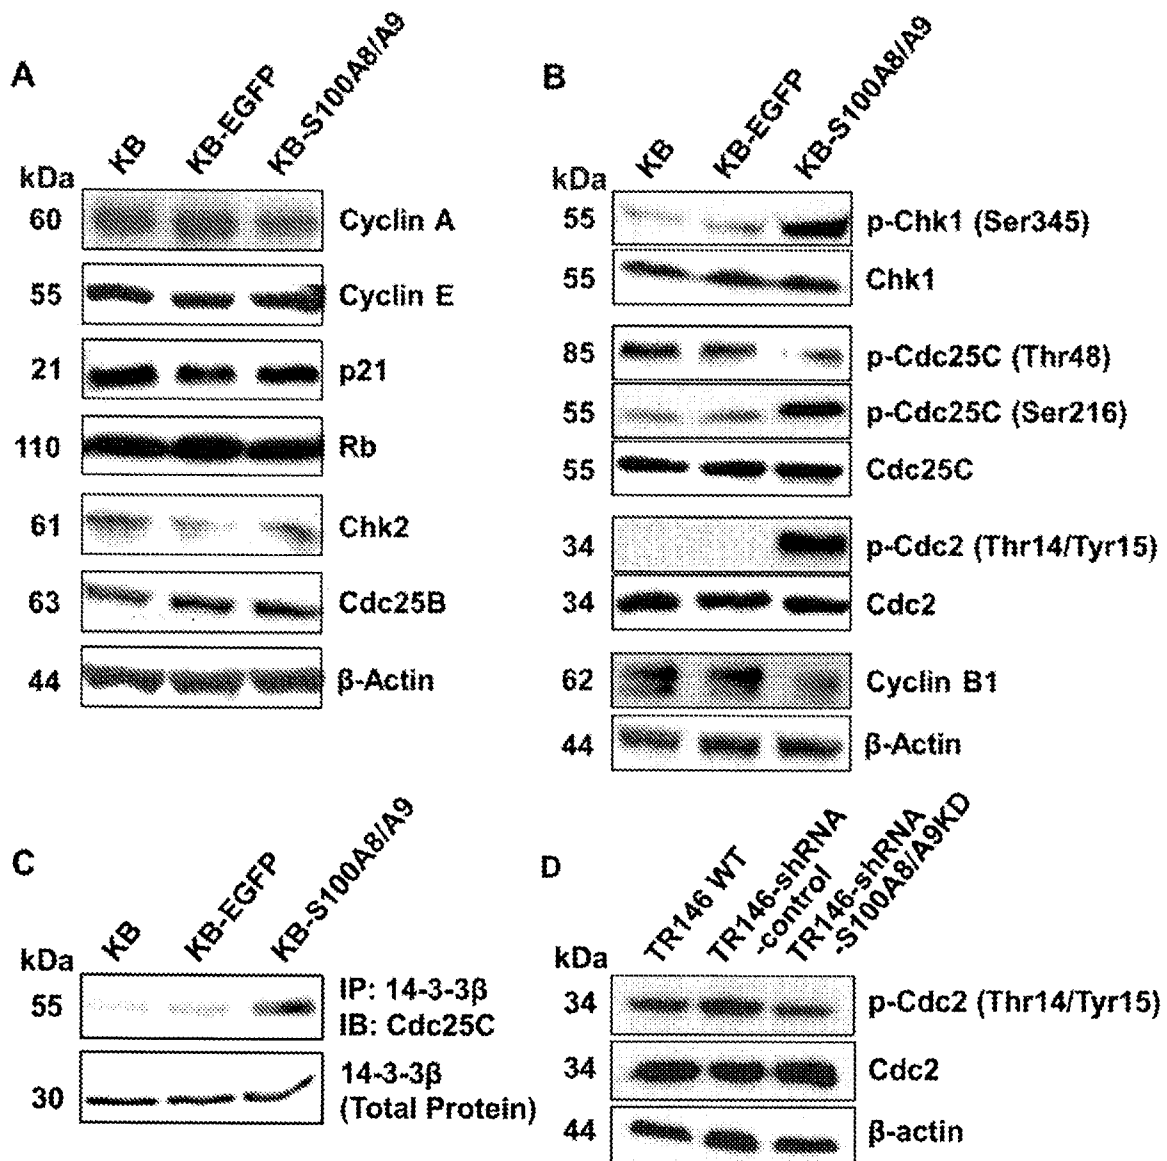 A
KB
KB-EGFP
KB-S100A8/A9
kDa
60 Cyclin A
55 Cyclin E
21 p21
110 Rb
61 Chk2
63 Cdc25B
44 β-Actin
B
KB
KB-EGFP
KB-S100A8/A9
kDa
55 p-Chk1 (Ser345)
55 Chk1
85 p-Cdc25C (Thr48)
55 p-Cdc25C (Ser216)
55 Cdc25C
34 p-Cdc2 (Thr14/Tyr15)
34 Cdc2
62 Cyclin B1
44 β-Actin
C
KB
KB-EGFP
KB-S100A8/A9
kDa
55 IP: 14-3-3β
IB: Cdc25C
30 14-3-3β
(Total Protein)
D
TR146 WT
TR146-shRNA
-control
TR146-shRNA
-S100A8/A9KD
kDa
34 p-Cdc2 (Thr14/Tyr15)
34 Cdc2
44 β-actin